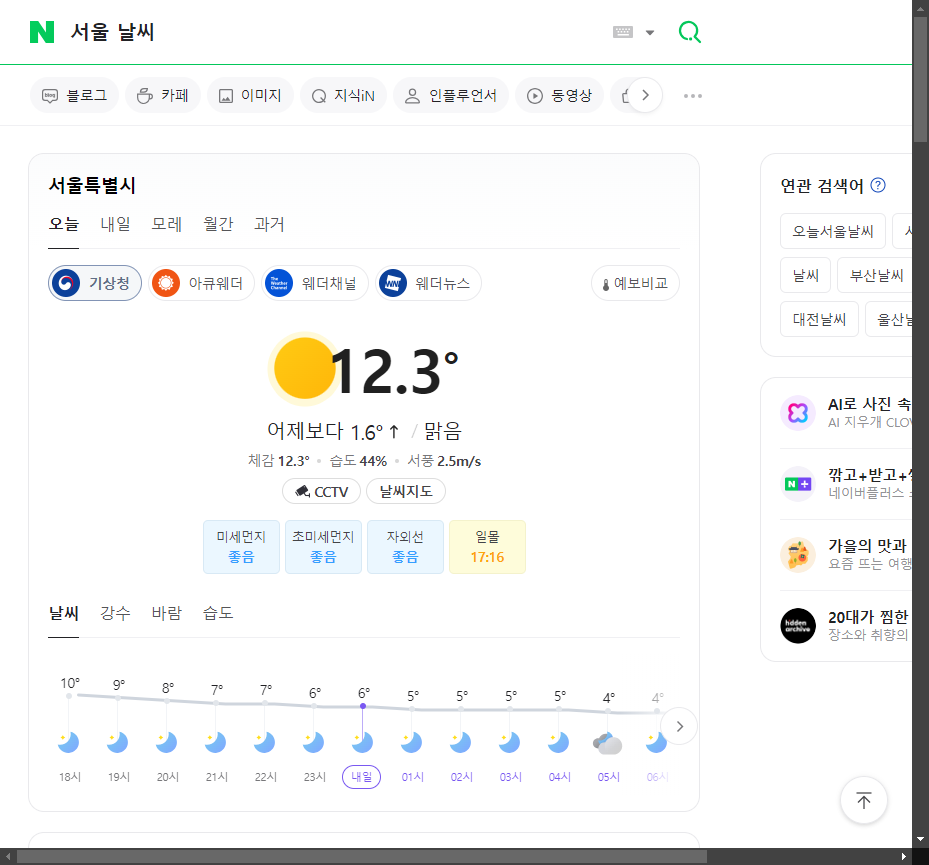 서울 날씨
블로그 카페 이미지 지식iN 인플루언서 동영상
서울특별시
오늘 내일 모레 월간 과거
기상청 아큐웨더 The Weather Channel 웨더채널 WNI 웨더뉴스 예보비교
12.3°
어제보다 1.6° ↑ / 맑음
체감 12.3° 습도 44% 서풍 2.5m/s
CCTV 날씨지도
미세먼지 초미세먼지 자외선 일몰
좋음 좋음 좋음 17:16
날씨 강수 바람 습도
10° 9° 8° 7° 7° 6° 6° 5° 5° 5° 5° 4° 4°
18시 19시 20시 21시 22시 23시 내일 01시 02시 03시 04시 05시 06시
연관 검색어 ?
오늘서울날씨
날씨 부산날씨
대전날씨 울산날
AI로 사진 속
AI 지우개 CLOV
깎고+받고+
네이버플러스
가을의 맛과
요즘 뜨는 여행
hidden archive
20대가 찜한
장소와 취향의